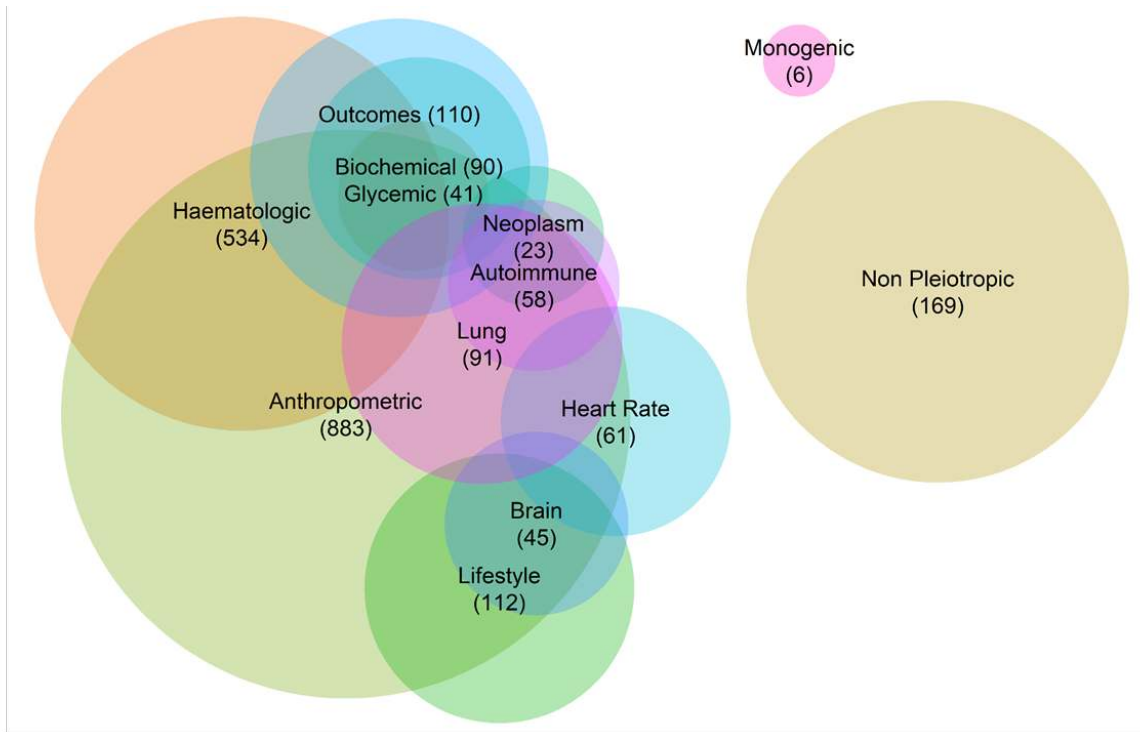 Monogenic
(6)
Outcomes (110)
Biochemical (90)
Glycemic (41)
Haematologic
(534)
Neoplasm
(23)
Autoimmune
(58)
Non Pleiotropic
(169)
Lung
(91)
Anthropometric
(883)
Heart Rate
(61)
Brain
(45)
Lifestyle
(112)